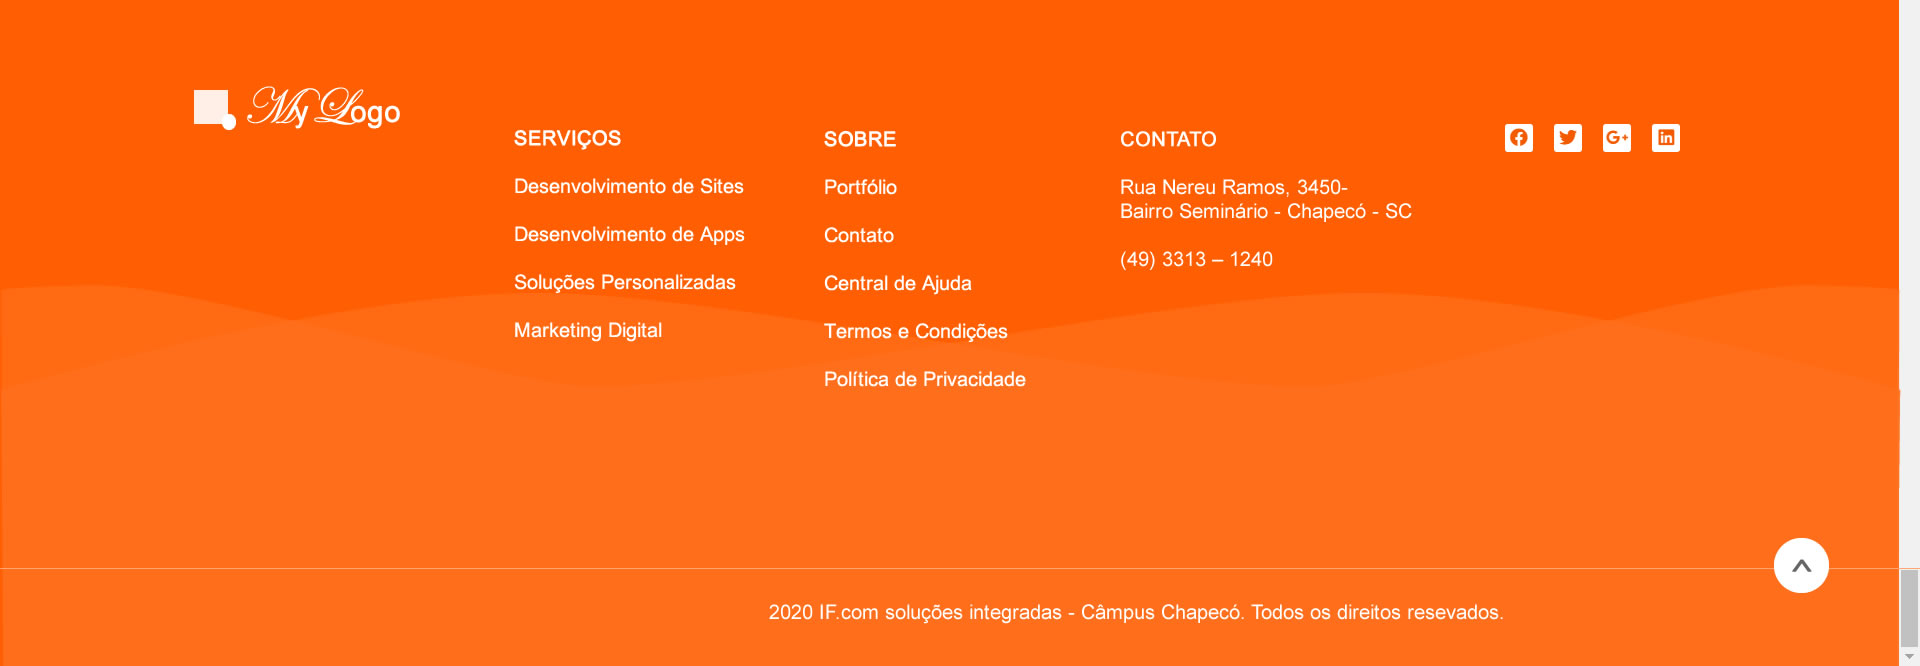 My Logo
SERVIÇOS
Desenvolvimento de Sites
Desenvolvimento de Apps
Soluções Personalizadas
Marketing Digital
SOBRE
Portfólio
Contato
Central de Ajuda
Termos e Condições
Política de Privacidade
CONTATO
Rua Nereu Ramos, 3450-
Bairro Seminário - Chapecó - SC
(49) 3313 – 1240
2020 IF.com soluções integradas - Câmpus Chapecó. Todos os direitos resevados.